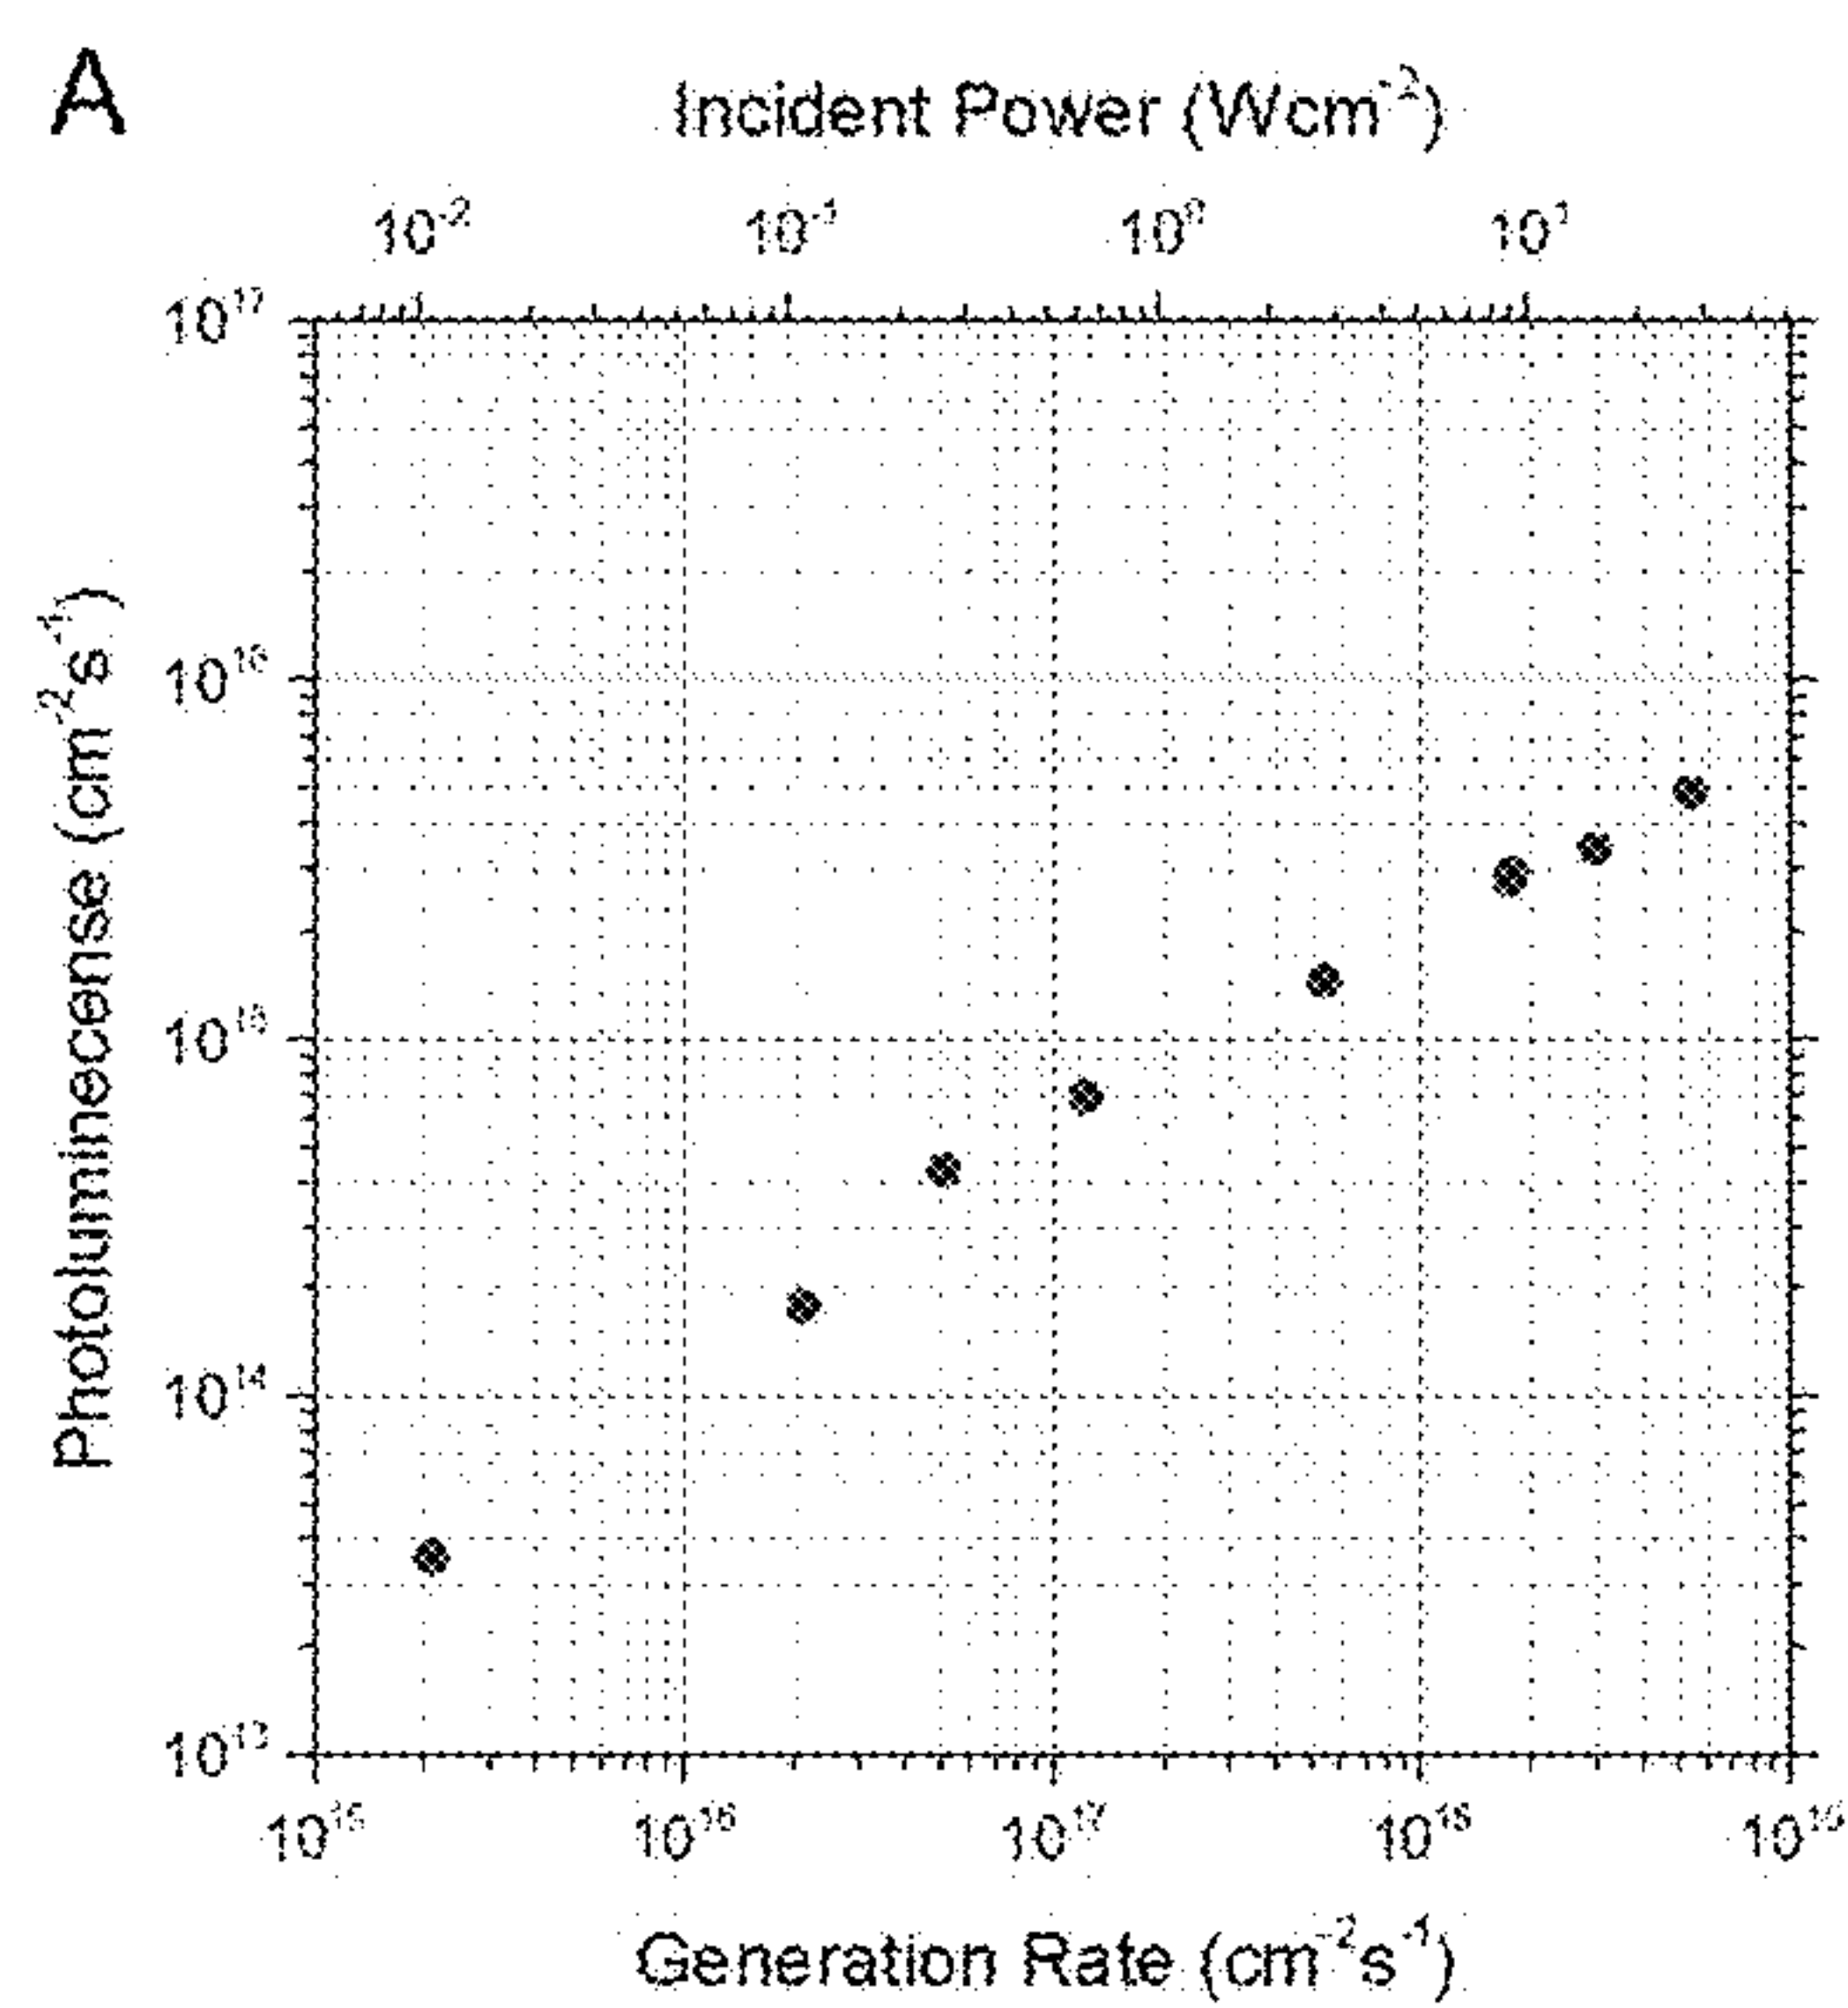 A
Incident Power (Wcm⁻²)
10⁻² 10⁻¹ 10⁰ 10¹
10¹⁷
10¹⁶
10¹⁵
10¹⁴
10¹³
Photoluminecense (cm⁻²s⁻¹)
10¹⁵ 10¹⁶ 10¹⁷ 10¹⁸ 10¹⁹
Generation Rate (cm⁻²s⁻¹)